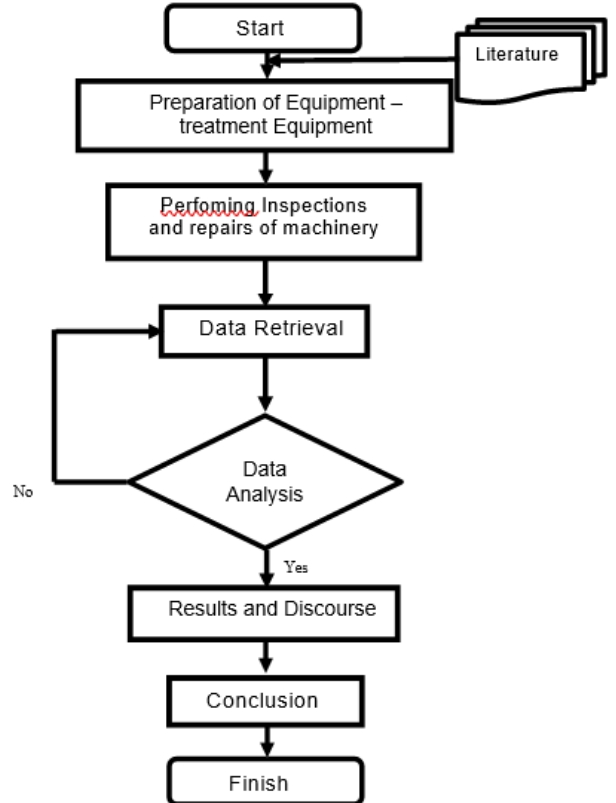 Start
Literature
Preparation of Equipment –
treatment Equipment
Perfoming Inspections
and repairs of machinery
Data Retrieval
Data
Analysis
No
Yes
Results and Discourse
Conclusion
Finish